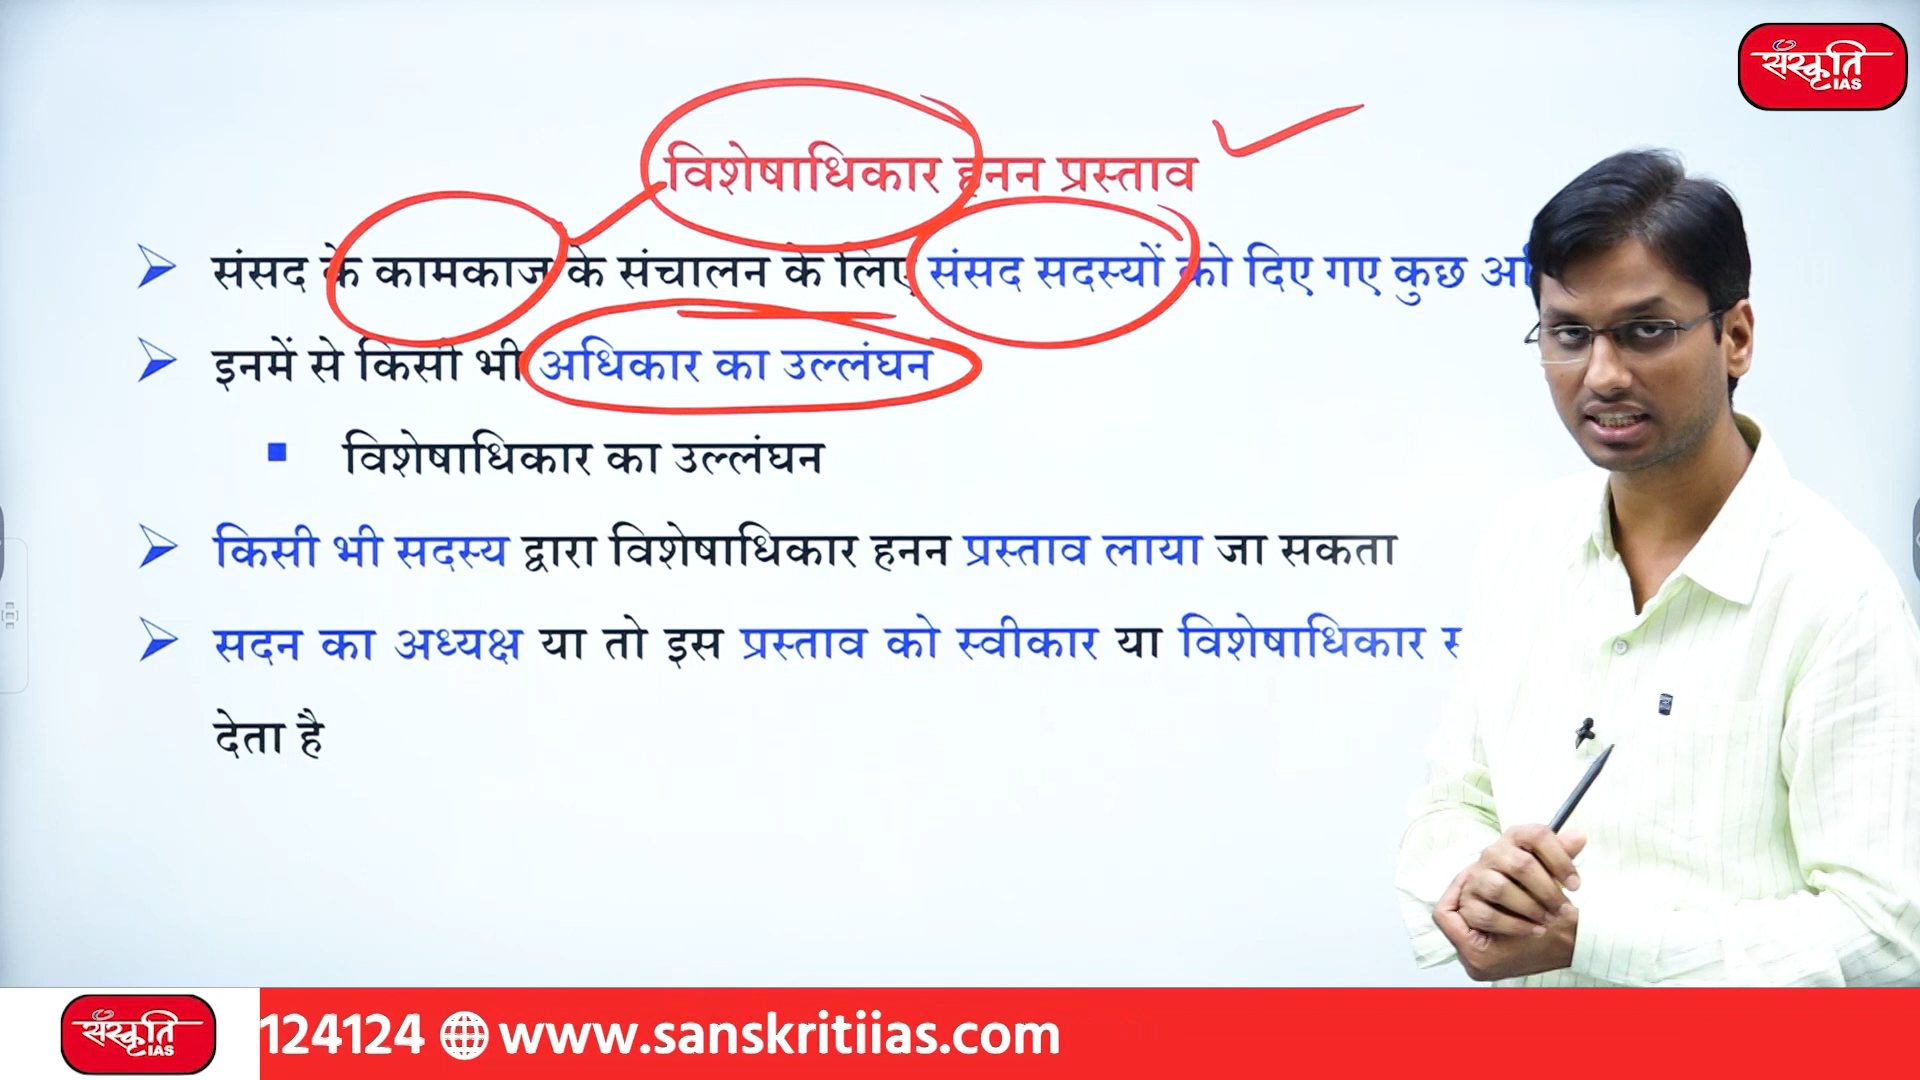 संस्कृति
IAS
विशेषाधिकार हनन प्रस्ताव
संसद के कामकाज के संचालन के लिए संसद सदस्यों को दिए गए कुछ
इनमें से किसी भी अधिकार का उल्लंघन
विशेषाधिकार का उल्लंघन
किसी भी सदस्य द्वारा विशेषाधिकार हनन प्रस्ताव लाया जा सकता
सदन का अध्यक्ष या तो इस प्रस्ताव को स्वीकार या विशेषाधिकार
देता है
संस्कृति
IAS
124124 www.sanskritiias.com